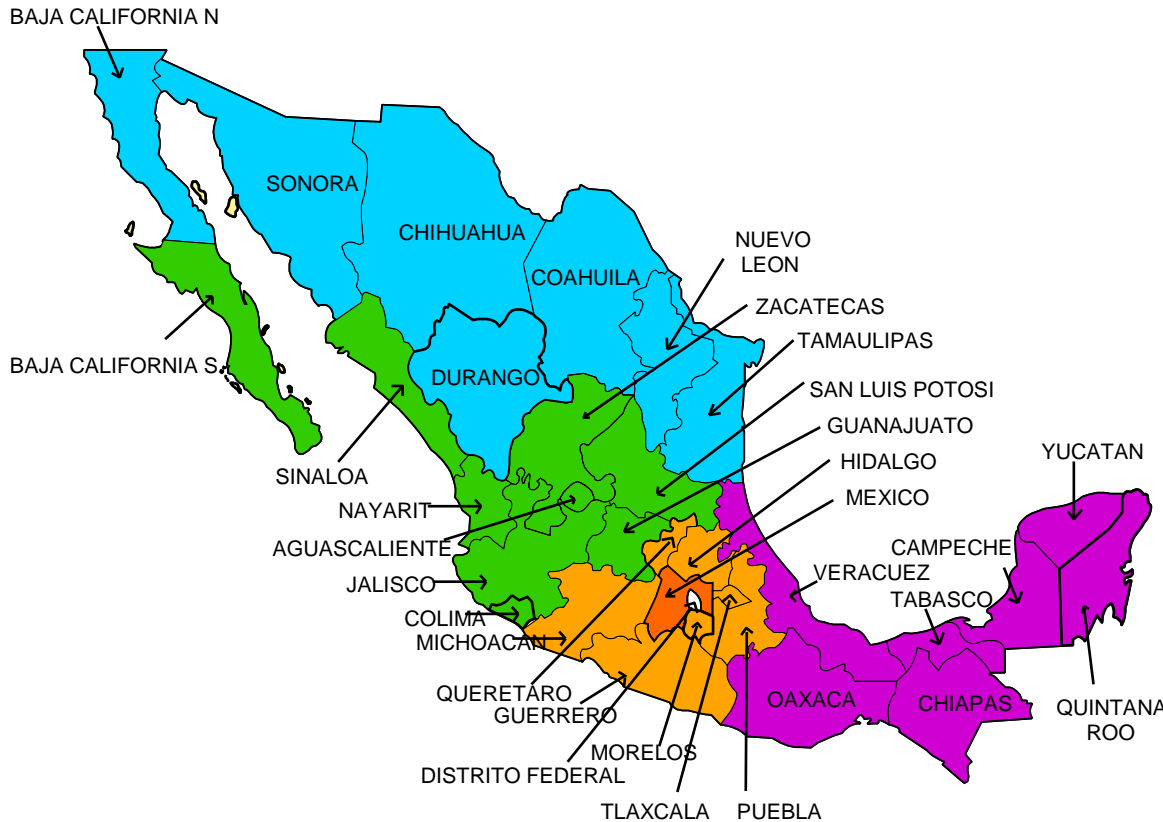 BAJA CALIFORNIA N
SONORA
CHIHUAHUA
NUEVO
LEON
COAHUILA
ZACATECAS
TAMAULIPAS
BAJA CALIFORNIA S
DURANGO
SAN LUIS POTOSI
GUANAJUATO
YUCATAN
HIDALGO
SINALOA
MEXICO
NAYARIT
AGUASCALIENTE
CAMPECHE
VERACUEZ
JALISCO
TABASCO
COLIMA
MICHOACAN
QUERETARO
OAXACA
CHIAPAS
QUINTANA
ROO
GUERRERO
MORELOS
DISTRITO FEDERAL
TLAXCALA
PUEBLA